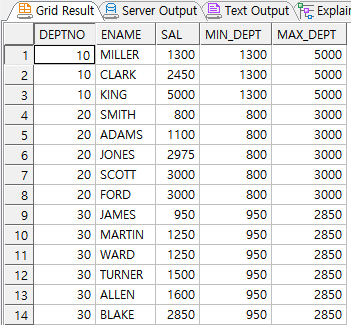 Grid Result Server Output Text Output Explain
DEPTNO ENAME SAL MIN_DEPT MAX_DEPT
1 10 MILLER 1300 1300 5000
2 10 CLARK 2450 1300 5000
3 10 KING 5000 1300 5000
4 20 SMITH 800 800 3000
5 20 ADAMS 1100 800 3000
6 20 JONES 2975 800 3000
7 20 SCOTT 3000 800 3000
8 20 FORD 3000 800 3000
9 30 JAMES 950 950 2850
10 30 MARTIN 1250 950 2850
11 30 WARD 1250 950 2850
12 30 TURNER 1500 950 2850
13 30 ALLEN 1600 950 2850
14 30 BLAKE 2850 950 2850